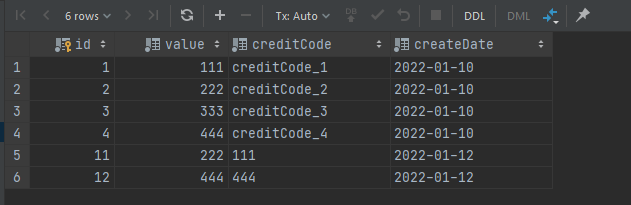 6 rows Tx: Auto DB DDL DML
id value creditCode createDate
1 1 111 creditCode_1 2022-01-10
2 2 222 creditCode_2 2022-01-10
3 3 333 creditCode_3 2022-01-10
4 4 444 creditCode_4 2022-01-10
5 11 222 111 2022-01-12
6 12 444 444 2022-01-12